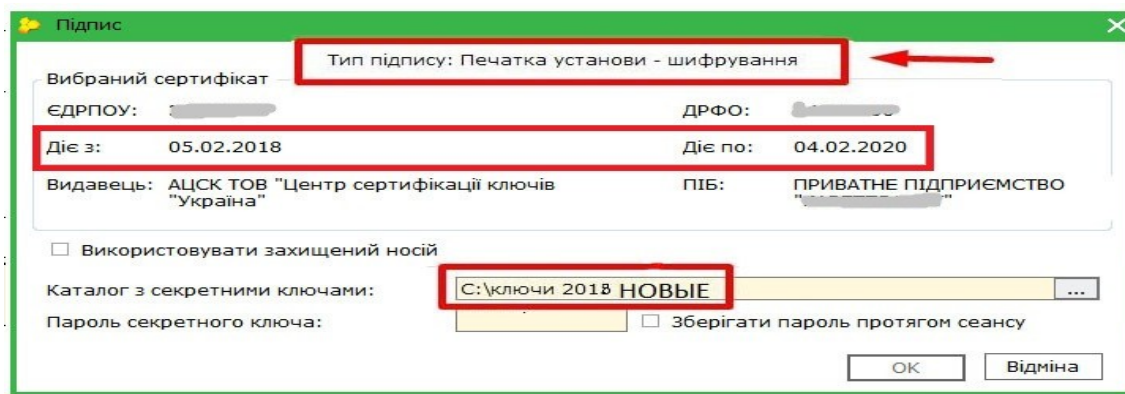 Підпис
Тип підпису: Печатка установи - шифрування
Вибраний сертифікат
ЄДРПОУ: ДРФО:
Діє з: 05.02.2018 Діє по: 04.02.2020
Видавець: АЦСК ТОВ "Центр сертифікації ключів ПІБ: ПРИВАТНЕ ПІДПРИЄМСТВО
"Україна"
Використовувати захищений носій
Каталог з секретними ключами: C:\ключи 2018 НОВЫЕ ...
Пароль секретного ключа: Зберігати пароль протягом сеансу
OK Відміна